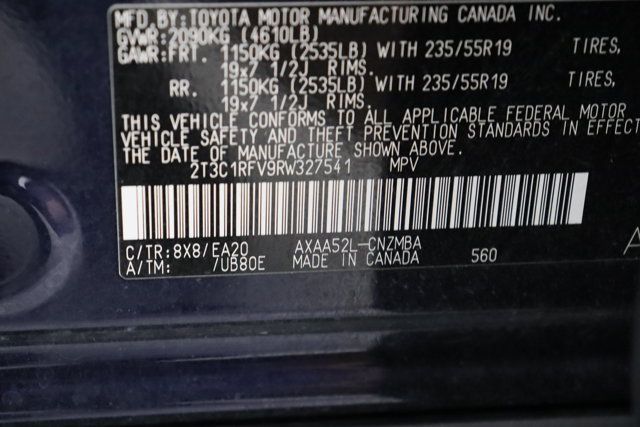 MFD.BY:TOYOTA MOTOR MANUFACTURING CANADA INC.
GVWR:2090KG (4610LB)
GAWR:FRT. 1150KG (2535LB) WITH 235/55R19 TIRES,
19x7 1/2J RIMS.
RR. 1150KG (2535LB) WITH 235/55R19 TIRES,
19x7 1/2J RIMS.
THIS VEHICLE CONFORMS TO ALL APPLICABLE FEDERAL MOTOR
VEHICLE SAFETY AND THEFT PREVENTION STANDARDS IN EFFECT
THE DATE OF MANUFACTURE SHOWN ABOVE.
2T3C1RFV9RW327541 MPV
C/TR:8X8/EA20 AXAA52L-CNZMBA
A/TM: /UB80E MADE IN CANADA 560
A